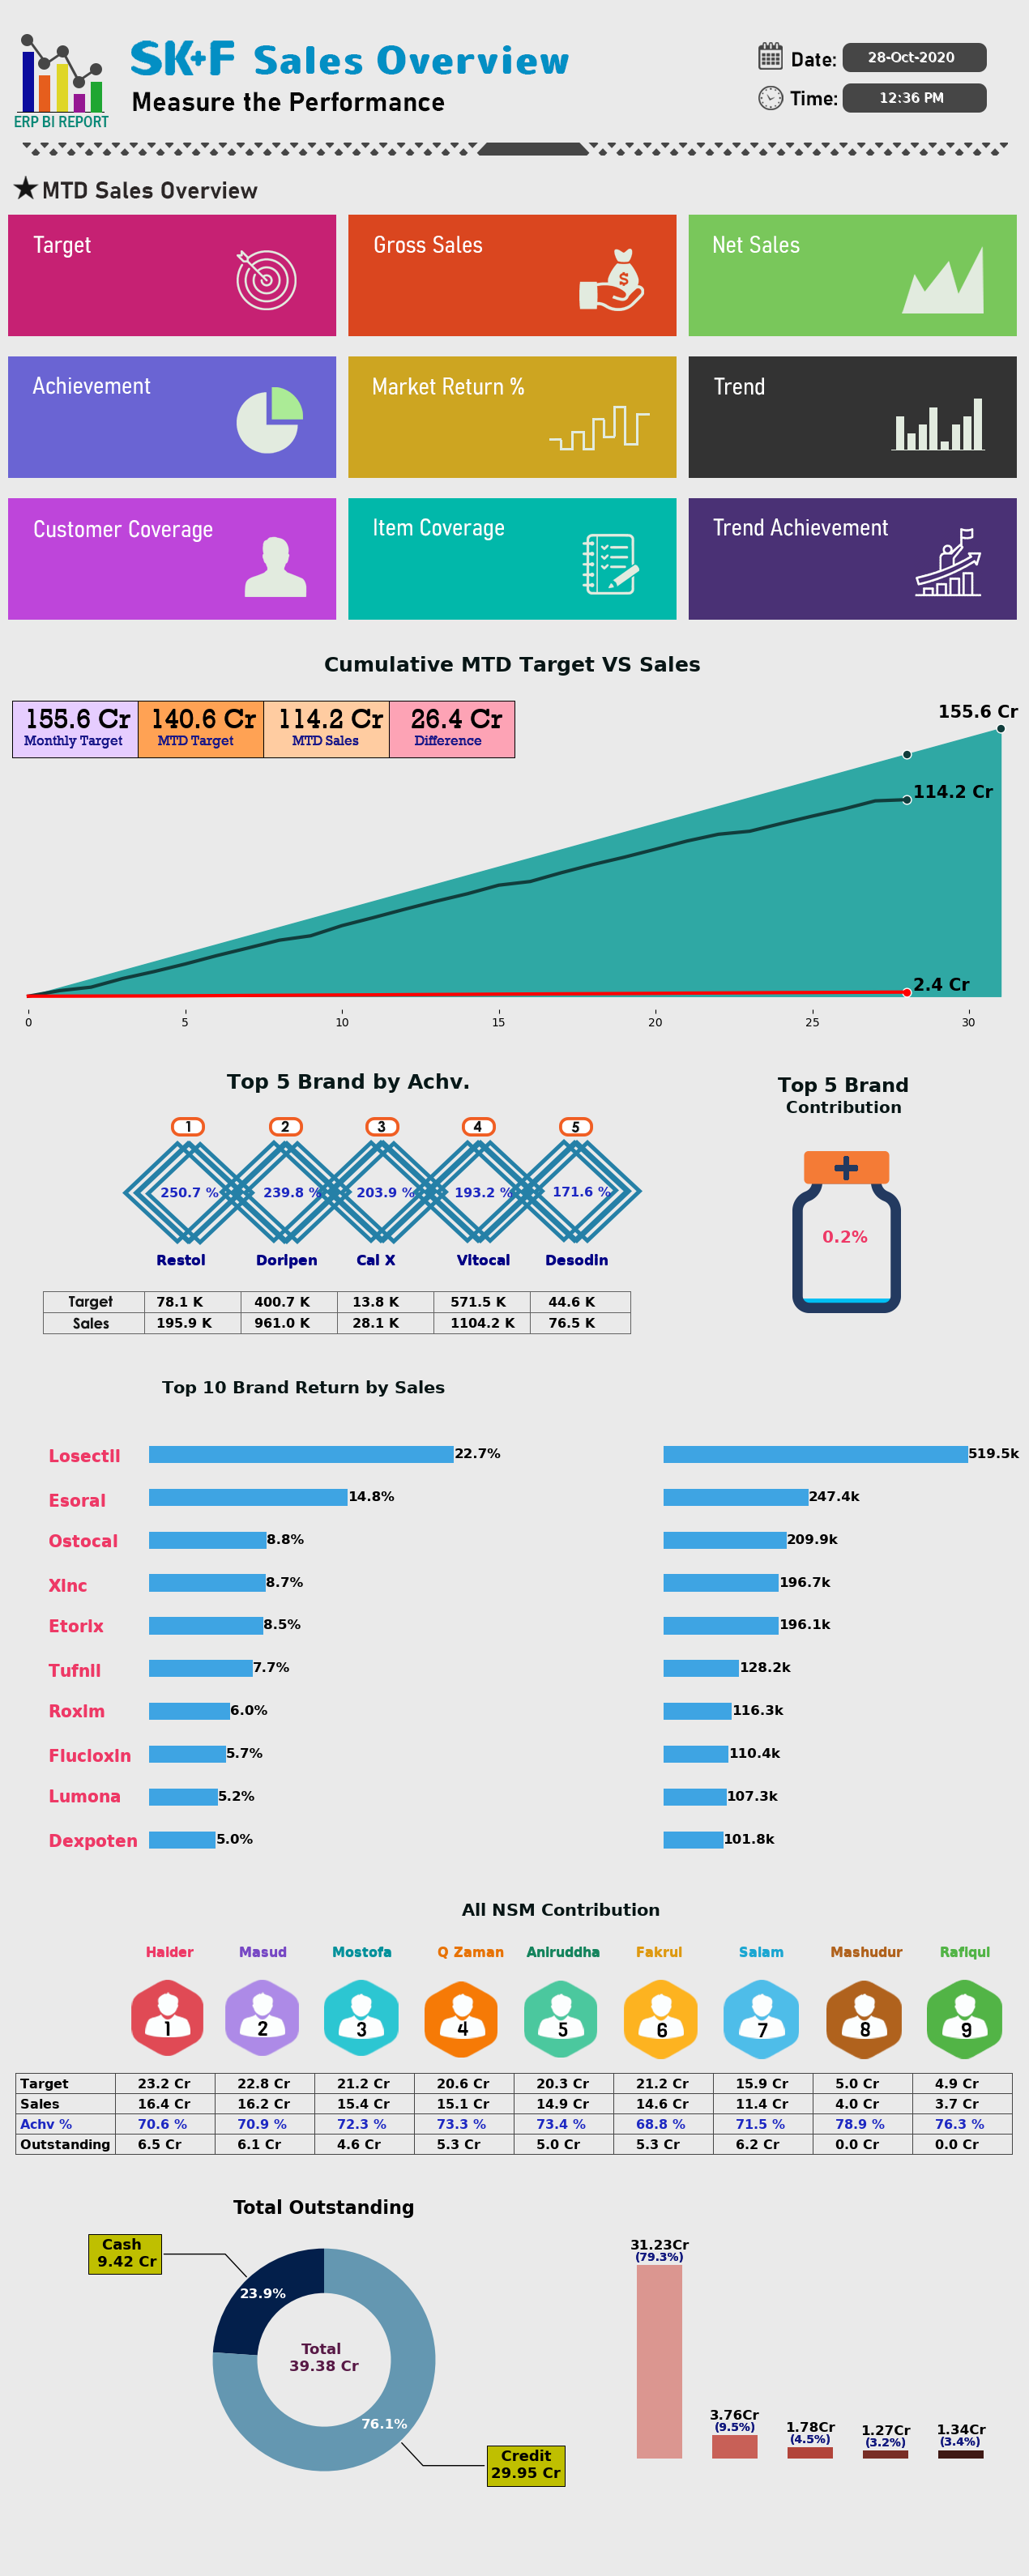 SK+F Sales Overview
Measure the Performance
ERP BI REPORT
Date: 28-Oct-2020
Time: 12:36 PM
★ MTD Sales Overview
Target
Gross Sales
$
Net Sales
Achievement
Market Return %
Trend
Customer Coverage
Item Coverage
Trend Achievement
Cumulative MTD Target VS Sales
155.6 Cr 140.6 Cr 114.2 Cr 26.4 Cr
Monthly Target MTD Target MTD Sales Difference
155.6 Cr
114.2 Cr
2.4 Cr
0 5 10 15 20 25 30
Top 5 Brand by Achv.
1 2 3 4 5
250.7 % 239.8 % 203.9 % 193.2 % 171.6 %
Restol Doripen Cal X Vitocal Desodin
Target 78.1 K 400.7 K 13.8 K 571.5 K 44.6 K
Sales 195.9 K 961.0 K 28.1 K 1104.2 K 76.5 K
Top 5 Brand
Contribution
0.2%
Top 10 Brand Return by Sales
Losectil 22.7% 519.5k
Esoral 14.8% 247.4k
Ostocal 8.8% 209.9k
Xinc 8.7% 196.7k
Etorix 8.5% 196.1k
Tufnil 7.7% 128.2k
Roxim 6.0% 116.3k
Flucloxin 5.7% 110.4k
Lumona 5.2% 107.3k
Dexpoten 5.0% 101.8k
All NSM Contribution
Haider Masud Mostofa Q Zaman Aniruddha Fakrul Salam Mashudur Rafiqul
1 2 3 4 5 6 7 8 9
Target 23.2 Cr 22.8 Cr 21.2 Cr 20.6 Cr 20.3 Cr 21.2 Cr 15.9 Cr 5.0 Cr 4.9 Cr
Sales 16.4 Cr 16.2 Cr 15.4 Cr 15.1 Cr 14.9 Cr 14.6 Cr 11.4 Cr 4.0 Cr 3.7 Cr
Achv % 70.6 % 70.9 % 72.3 % 73.3 % 73.4 % 68.8 % 71.5 % 78.9 % 76.3 %
Outstanding 6.5 Cr 6.1 Cr 4.6 Cr 5.3 Cr 5.0 Cr 5.3 Cr 6.2 Cr 0.0 Cr 0.0 Cr
Total Outstanding
Cash
9.42 Cr
23.9%
Total
39.38 Cr
76.1%
Credit
29.95 Cr
31.23Cr
(79.3%)
3.76Cr
(9.5%)
1.78Cr
(4.5%)
1.27Cr
(3.2%)
1.34Cr
(3.4%)